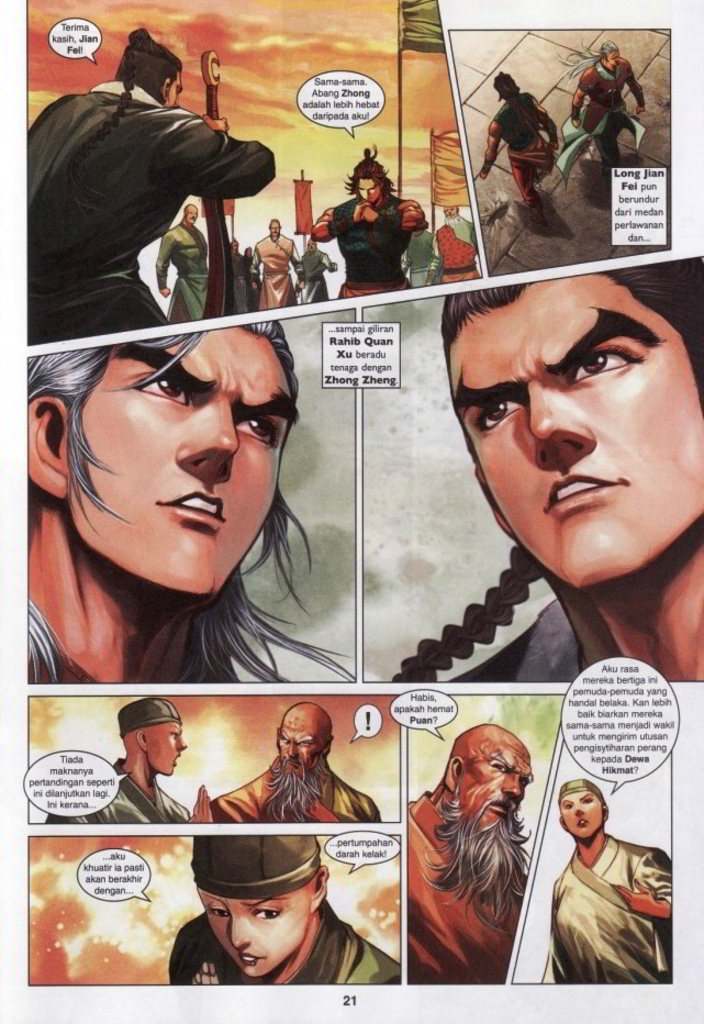 Terima
kasih, Jian
Fei!
Sama-sama.
Abang Zhong
adalah lebih hebat
daripada aku!
Long Jian
Fei pun
berundur
dari medan
perlawanan
dan...
...sampai giliran
Rahib Quan
Xu beradu
tenaga dengan
Zhong Zheng.
Tiada
maknanya
pertandingan seperti
ini dilanjutkan lagi.
Ini kerana...
!
...aku
khuatir ia pasti
akan berakhir
dengan...
...pertumpahan
darah kelak!
Habis,
apakah hemat
Puan?
Aku rasa
mereka bertiga ini
pemuda-pemuda yang
handal belaka. Kan lebih
baik biarkan mereka
sama-sama menjadi wakil
untuk mengirim utusan
pengisytiharan perang
kepada Dewa
Hikmat?
21